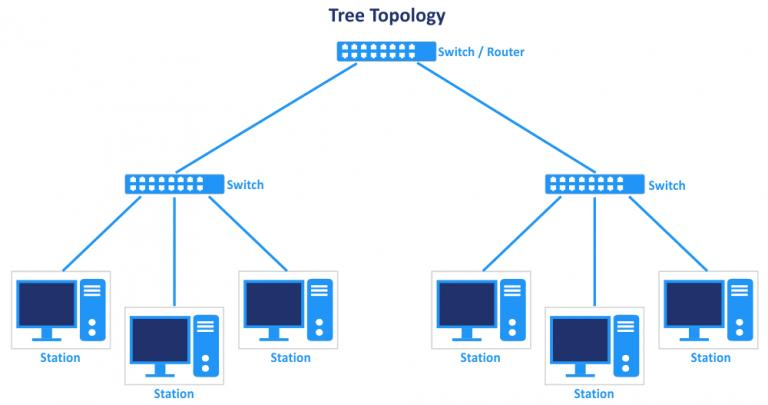 Tree Topology
Switch / Router
Switch
Switch
Station
Station
Station
Station
Station
Station